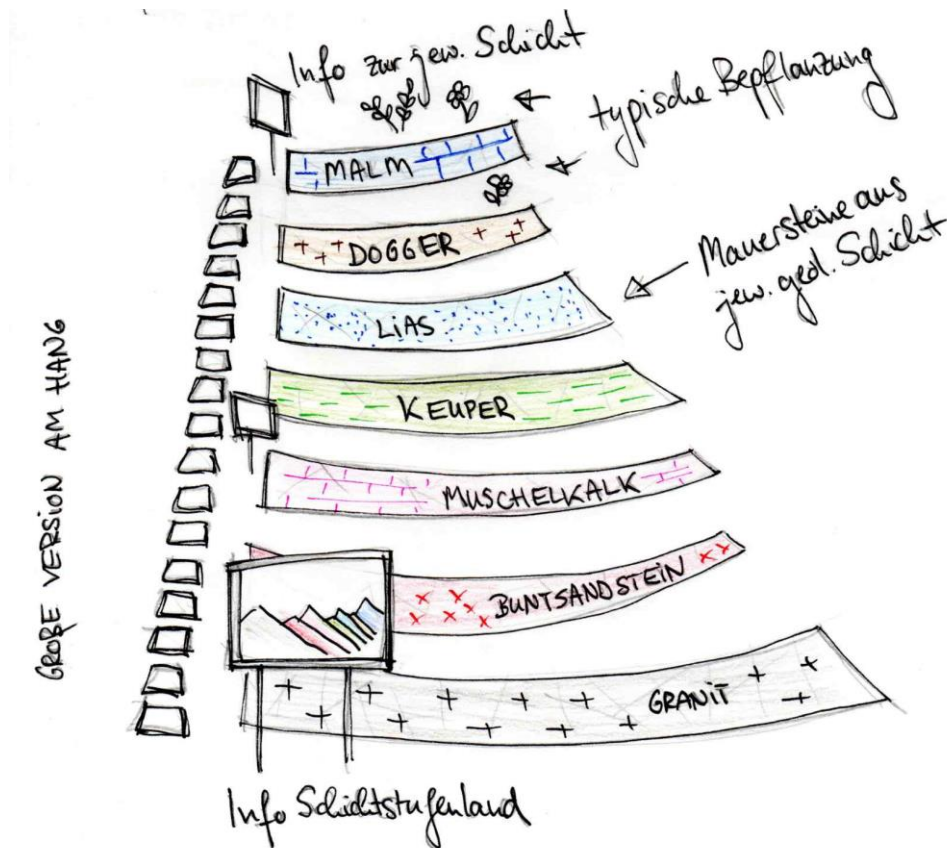 Info zur jew. Schicht
typische Bepflanzung
MALM
DOGGER
Mauersteine aus
jew. geol. Schicht
LIAS
KEUPER
MUSCHELKALK
BUNTSANDSTEIN
GRANIT
Info Schichtstufenland
GROßE VERSION AM HANG